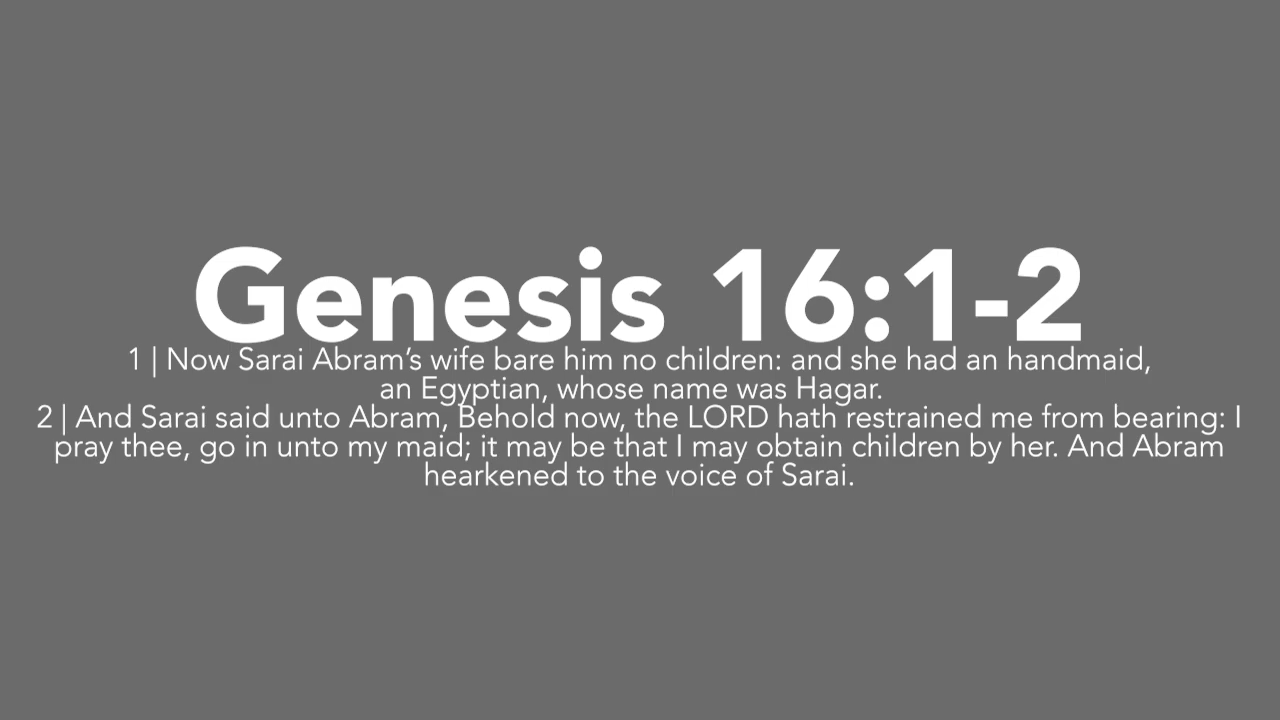 Genesis 16:1-2
1 | Now Sarai Abram’s wife bare him no children: and she had an handmaid,
an Egyptian, whose name was Hagar.
2 | And Sarai said unto Abram, Behold now, the LORD hath restrained me from bearing: I
pray thee, go in unto my maid; it may be that I may obtain children by her. And Abram
hearkened to the voice of Sarai.